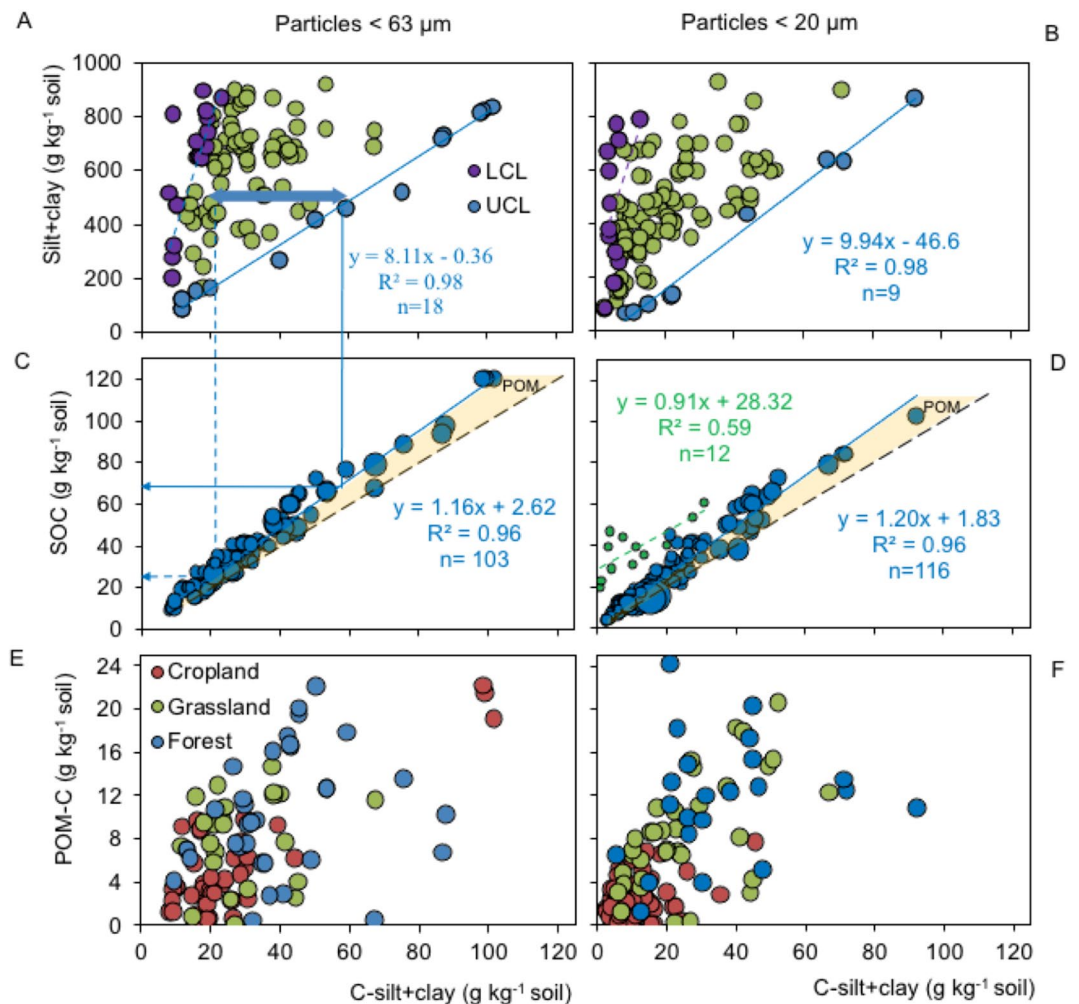 A
Particles < 63 µm
Particles < 20 µm
B
Silt+clay (g kg⁻¹ soil)
1000
800
600
400
200
0
LCL
UCL
y = 8.11x - 0.36
R² = 0.98
n=18
y = 9.94x - 46.6
R² = 0.98
n=9
C
D
SOC (g kg⁻¹ soil)
120
100
80
60
40
20
0
POM
y = 1.16x + 2.62
R² = 0.96
n= 103
y = 0.91x + 28.32
R² = 0.59
n=12
POM
y = 1.20x + 1.83
R² = 0.96
n=116
E
F
POM-C (g kg⁻¹ soil)
24
20
16
12
8
4
0
Cropland
Grassland
Forest
0 20 40 60 80 100 120
0 20 40 60 80 100 120
C-silt+clay (g kg⁻¹ soil)
C-silt+clay (g kg⁻¹ soil)